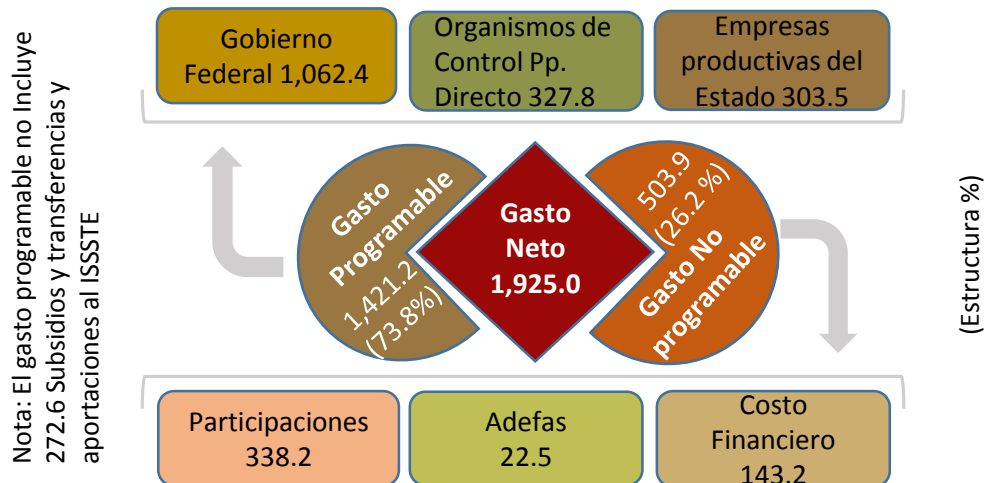 Gobierno
Federal 1,062.4
Organismos de
Control Pp.
Directo 327.8
Empresas
productivas del
Estado 303.5
Nota: El gasto programable no Incluye
272.6 Subsidios y transferencias y
aportaciones al ISSSTE
Gasto
Programable
1,421.2
(73.8%)
Gasto
Neto
1,925.0
503.9
(26.2 %)
Gasto No
programable
(Estructura %)
Participaciones
338.2
Adefas
22.5
Costo
Financiero
143.2